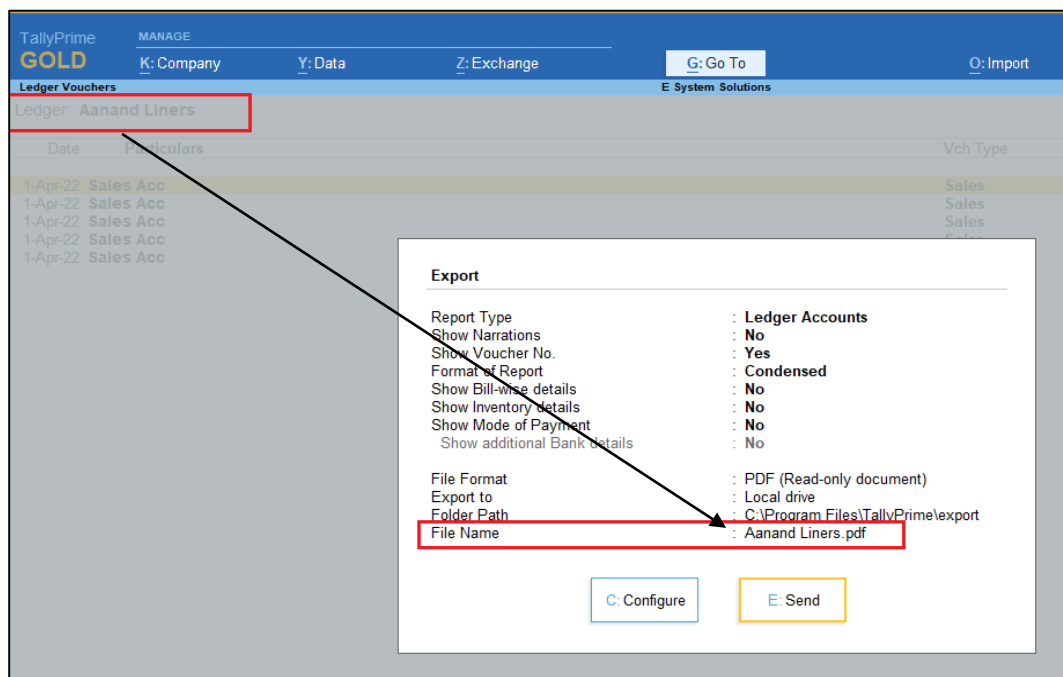 TallyPrime
MANAGE
GOLD
K: Company Y: Data Z: Exchange G: Go To O: Import
Ledger Vouchers E System Solutions
Ledger: Aanand Liners
Date Particulars Vch Type
1-Apr-22 Sales Acc Sales
1-Apr-22 Sales Acc Sales
1-Apr-22 Sales Acc Sales
1-Apr-22 Sales Acc Sales
1-Apr-22 Sales Acc
Export
Report Type : Ledger Accounts
Show Narrations : No
Show Voucher No. : Yes
Format of Report : Condensed
Show Bill-wise details : No
Show Inventory details : No
Show Mode of Payment : No
Show additional Bank details : No
File Format : PDF (Read-only document)
Export to : Local drive
Folder Path : C:\Program Files\TallyPrime\export
File Name : Aanand Liners.pdf
C: Configure E: Send